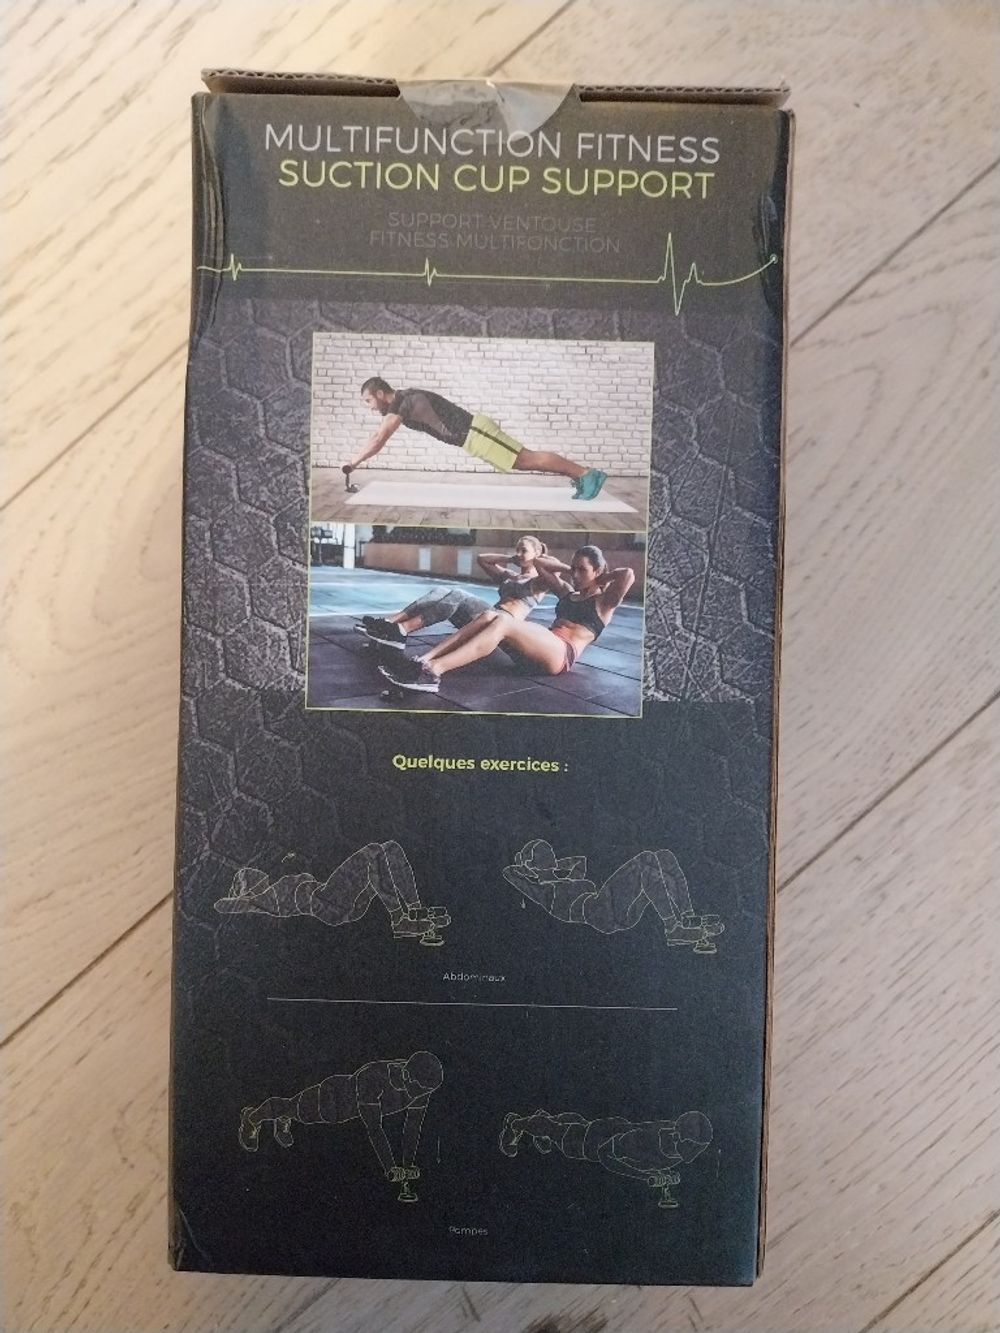 MULTIFUNCTION FITNESS
SUCTION CUP SUPPORT
SUPPORT VENTOUSE
FITNESS MULTIFONCTION
Quelques exercices :
Abdominaux
Pompes